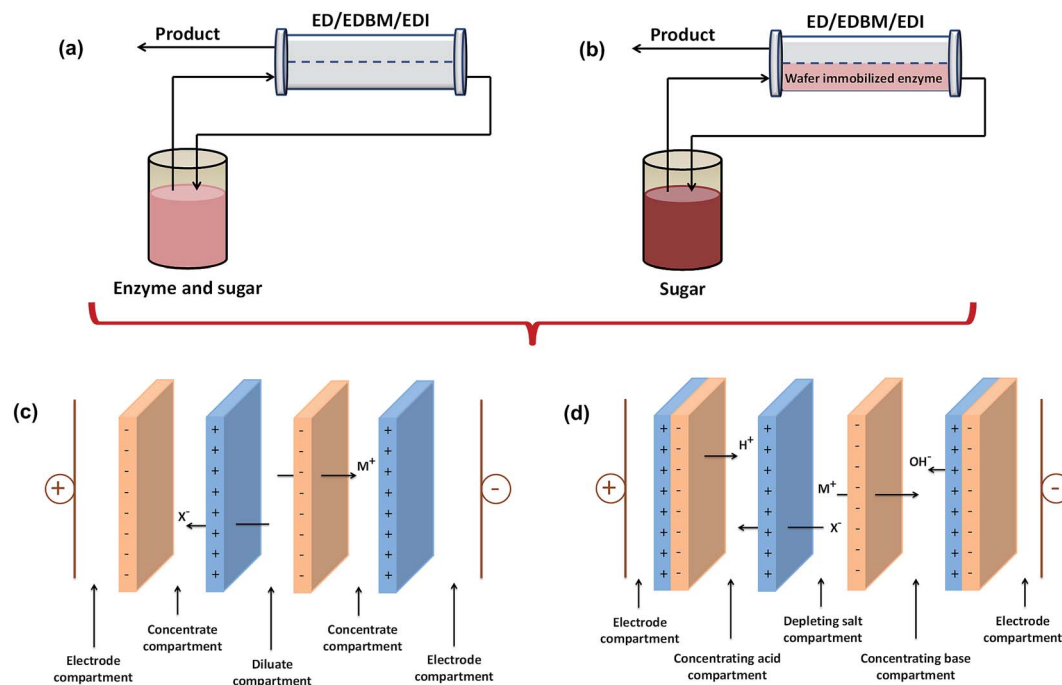 (a)
ED/EDBM/EDI
Product
Enzyme and sugar
(b)
ED/EDBM/EDI
Product
Wafer immobilized enzyme
Sugar
(c)
+
-
- - - - - - - - -
+ + + + + + + + +
- - - - - - - - -
+ + + + + + + + +
X⁻
M⁺
Electrode
compartment
Concentrate
compartment
Diluate
compartment
Concentrate
compartment
Electrode
compartment
(d)
+
-
+ + + + + + + + +
- - - - - - - - -
+ + + + + + + + +
- - - - - - - - -
+ + + + + + + + +
- - - - - - - - -
H⁺
OH⁻
M⁺
X⁻
Electrode
compartment
Concentrating acid
compartment
Depleting salt
compartment
Concentrating base
compartment
Electrode
compartment